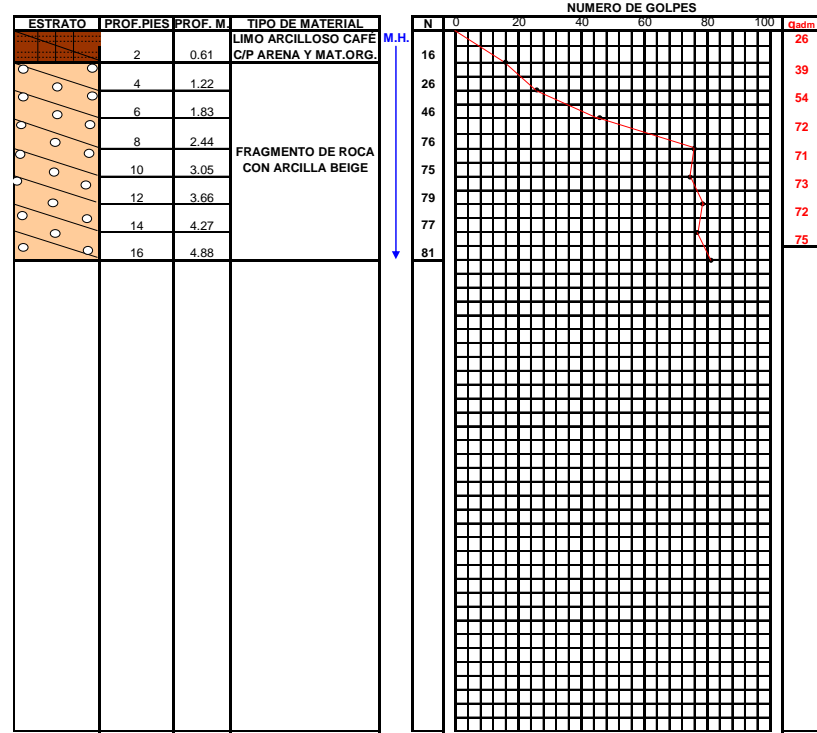 NUMERO DE GOLPES
ESTRATO PROF.PIES PROF. M. TIPO DE MATERIAL N 0 20 40 60 80 100 Qadm
LIMO ARCILLOSO CAFÉ M.H. 26
2 0.61 C/P ARENA Y MAT.ORG. 16
39
4 1.22 26
54
6 1.83 46
72
8 2.44 76
FRAGMENTO DE ROCA 71
10 3.05 CON ARCILLA BEIGE 75
73
12 3.66 79
72
14 4.27 77
75
16 4.88 81